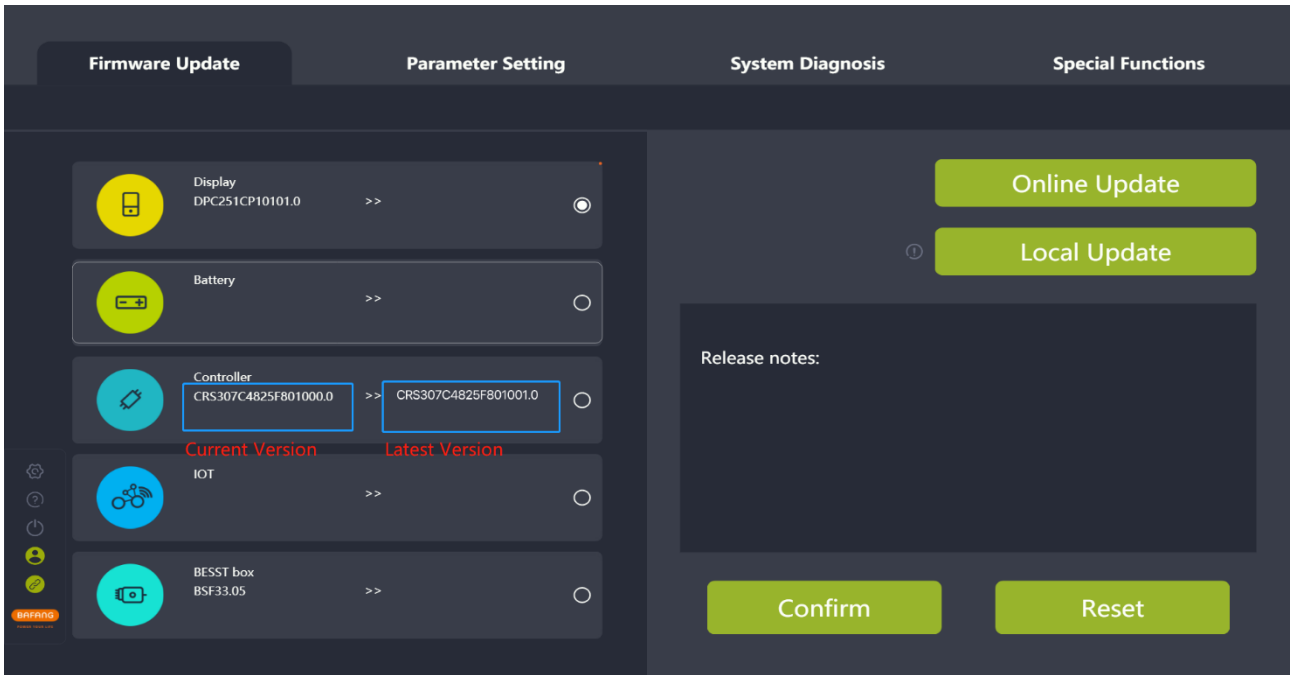 Firmware Update
Parameter Setting
System Diagnosis
Special Functions
Display
DPC251CP10101.0 >>
Battery
>>
Controller
CRS307C4825F801000.0 >> CRS307C4825F801001.0
Current Version Latest Version
IOT
>>
BESST box
BSF33.05 >>
BAFANG
Online Update
Local Update
Release notes:
Confirm
Reset